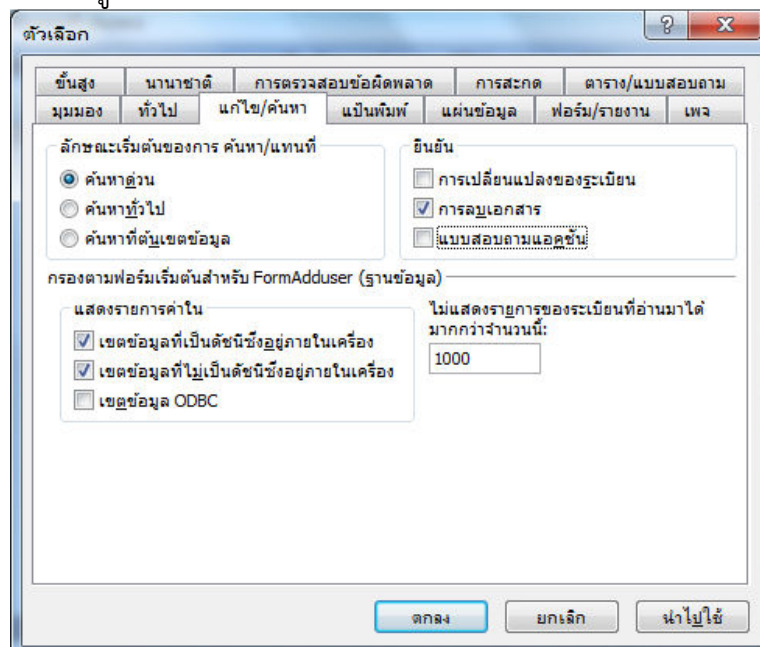 ตัวเลือก
ขั้นสูง นานาชาติ การตรวจสอบข้อผิดพลาด การสะกด ตาราง/แบบสอบถาม
มุมมอง ทั่วไป แก้ไข/ค้นหา แป้นพิมพ์ แผ่นข้อมูล ฟอร์ม/รายงาน เพจ
ลักษณะเริ่มต้นของการ ค้นหา/แทนที่
ค้นหาด่วน
ค้นหาทั่วไป
ค้นหาที่ต้นเขตข้อมูล
ยืนยัน
การเปลี่ยนแปลงของระเบียน
การลบเอกสาร
แบบสอบถามแอคชัน
กรองตามฟอร์มเริ่มต้นสำหรับ FormAdduser (ฐานข้อมูล)
แสดงรายการค่าใน
เขตข้อมูลที่เป็นดัชนีซึ่งอยู่ภายในเครื่อง
เขตข้อมูลที่ไม่เป็นดัชนีซึ่งอยู่ภายในเครื่อง
เขตข้อมูล ODBC
ไม่แสดงรายการของระเบียนที่อ่านมาได้
มากกว่าจำนวนนี้:
1000
ตกลง ยกเลิก นำไปใช้